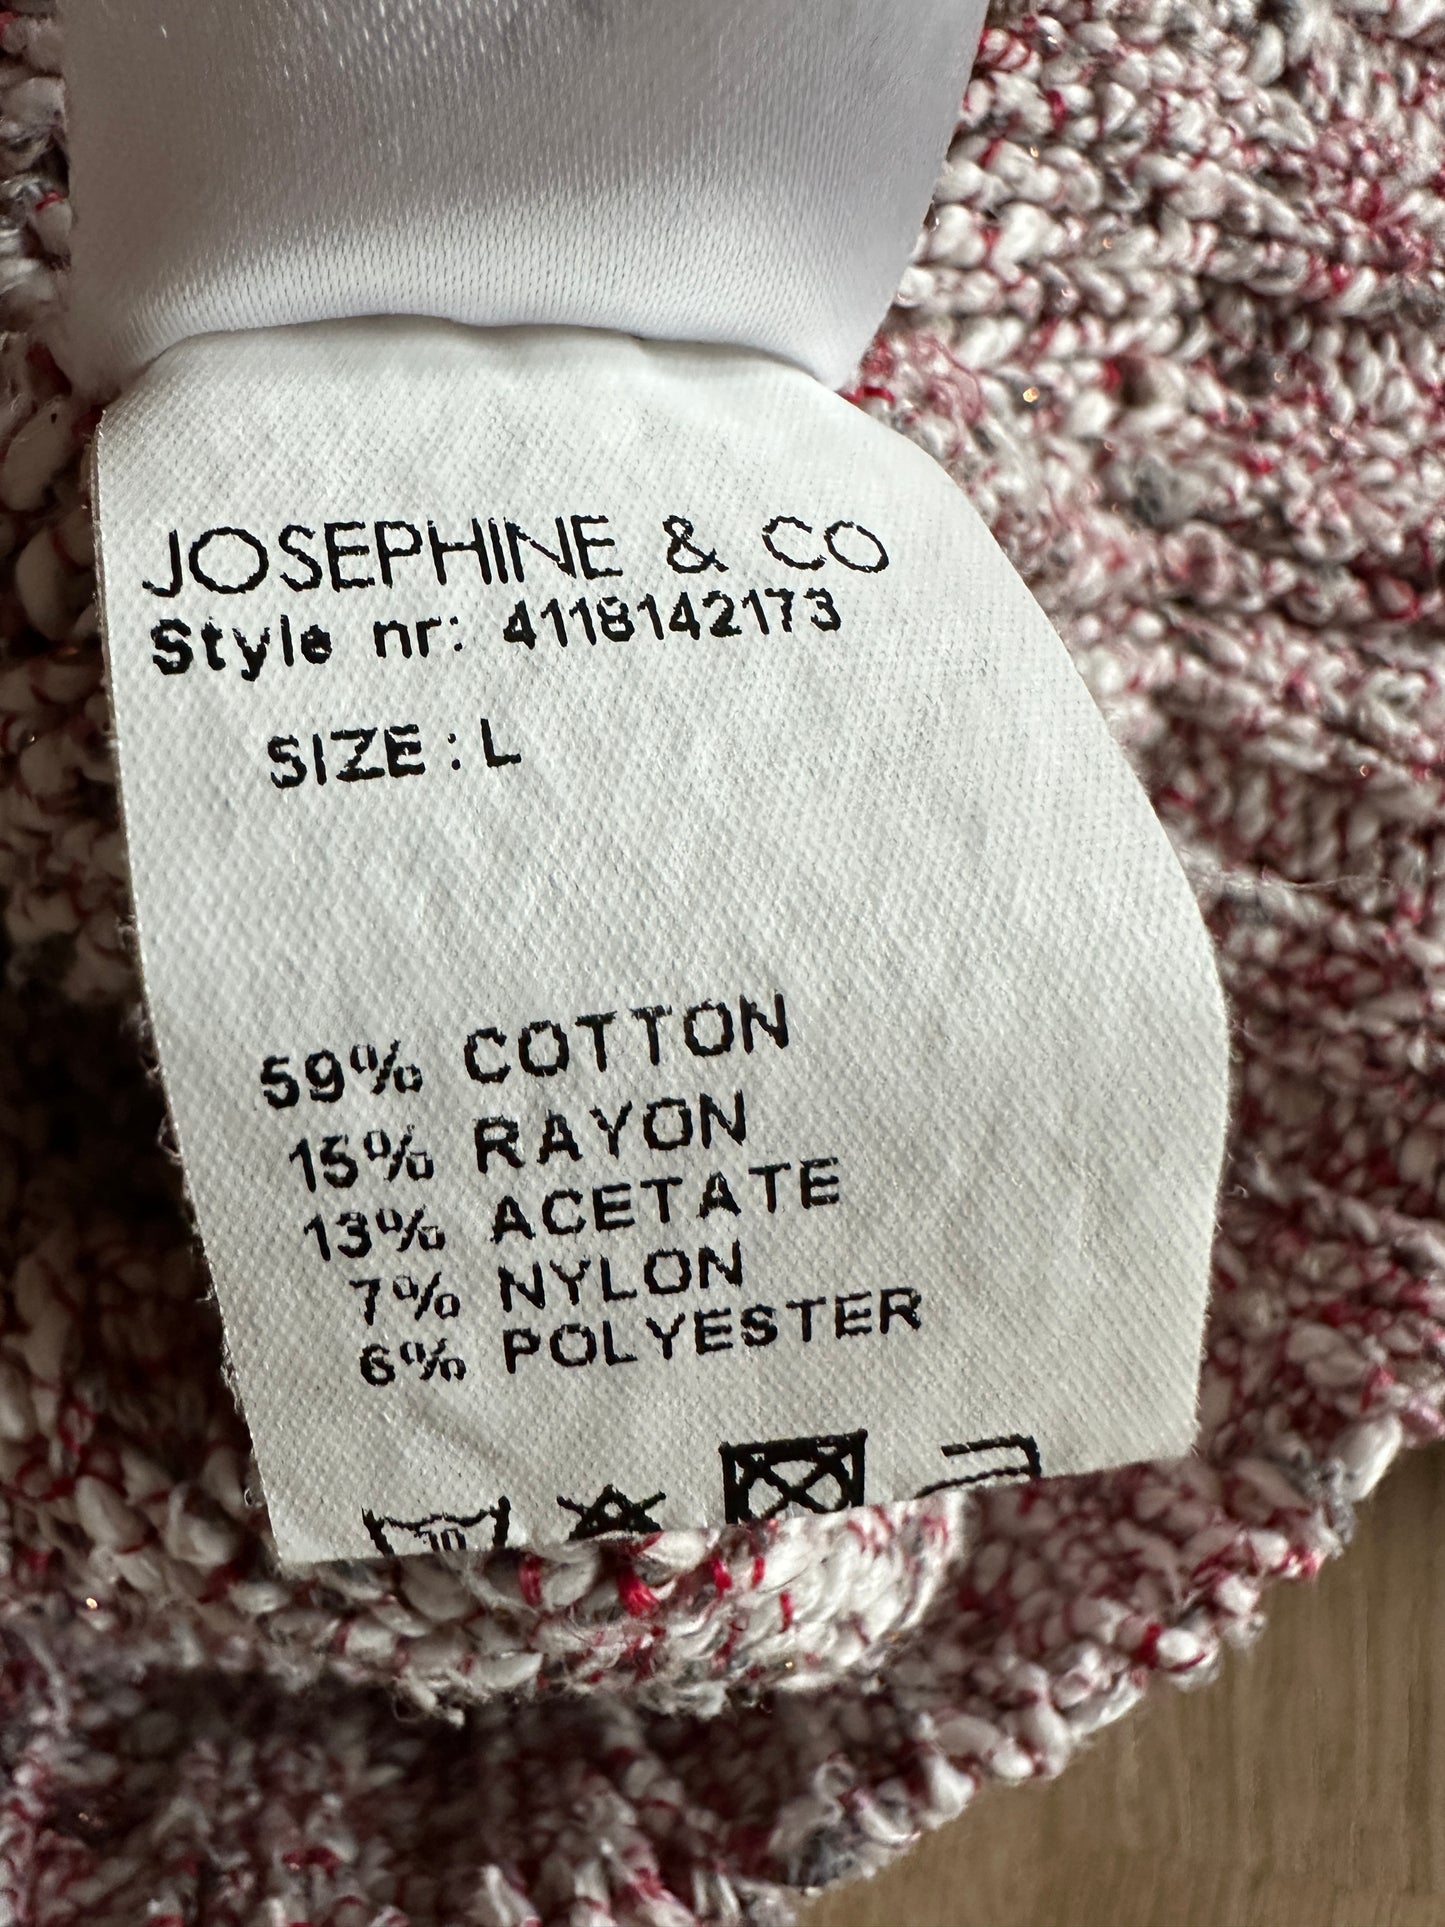 JOSEPHINE & CO
Style nr: 4118142173
SIZE : L
59% COTTON
15% RAYON
13% ACETATE
7% NYLON
6% POLYESTER